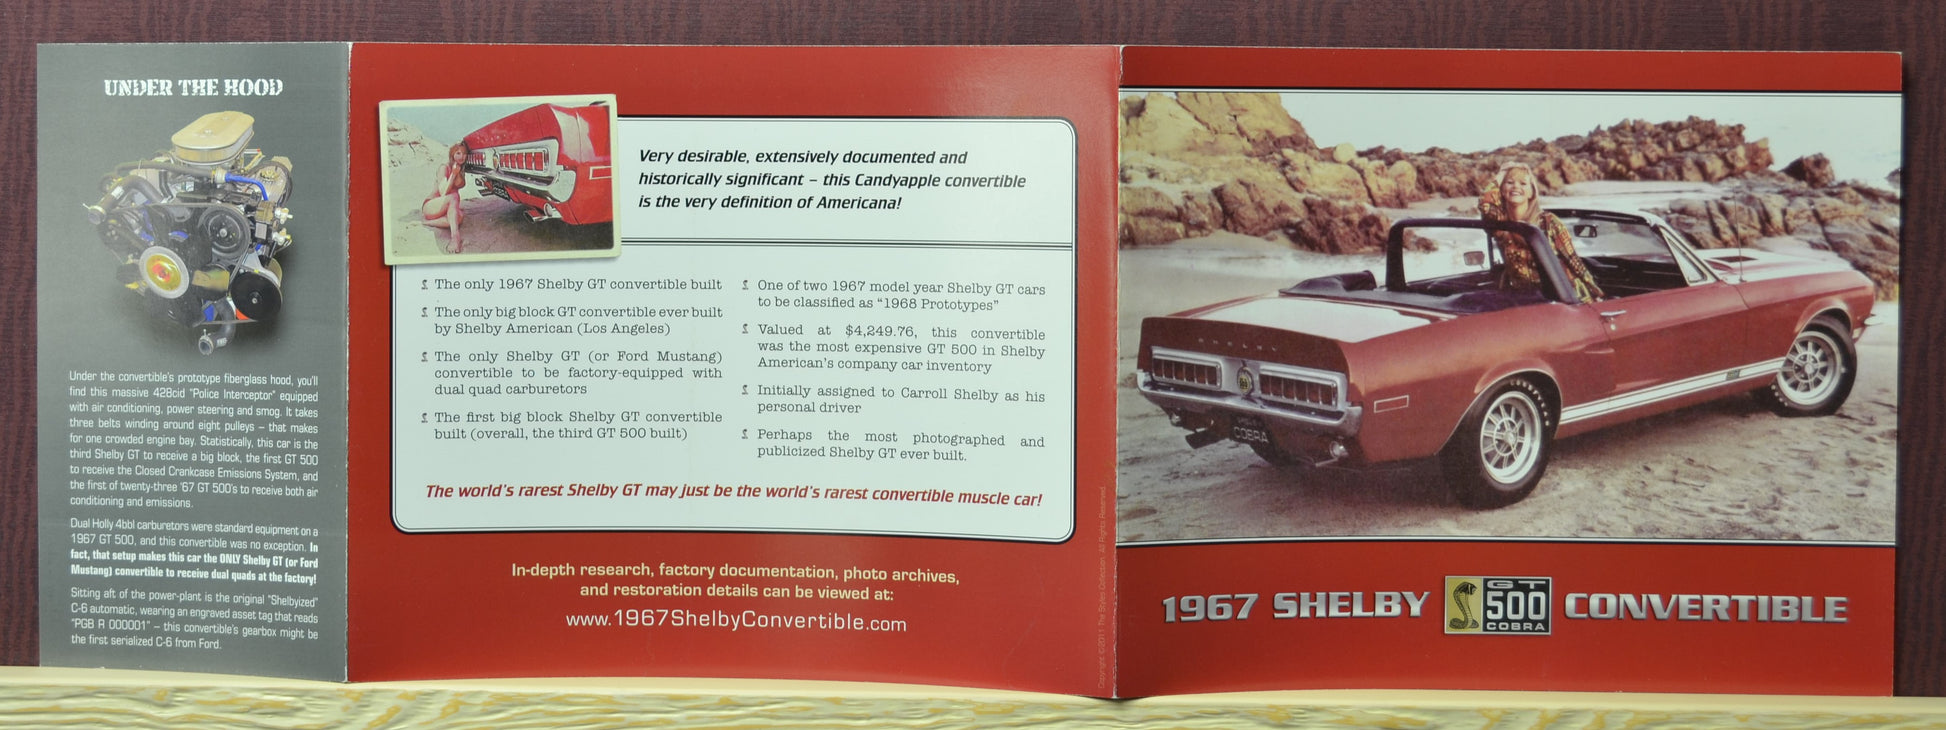 UNDER THE HOOD
Under the convertible's prototype fiberglass hood, you'll
find this massive 428cid "Police Interceptor" equipped
with air conditioning, power steering and smog. It takes
three belts winding around eight pulleys – that makes
for one crowded engine bay. Statistically, this car is the
third Shelby GT to receive a big block, the first GT 500
to receive the Closed Crankcase Emissions System, and
the first of twenty-three '67 GT 500's to receive both air
conditioning and emissions.
Dual Holly 4bbl carburetors were standard equipment on a
1967 GT 500, and this convertible was no exception. In
fact, that setup makes this car the ONLY Shelby GT (or Ford
Mustang) convertible to receive dual quads at the factory!
Sitting aft of the power-plant is the original "Shelbyized"
C-6 automatic, wearing an engraved asset tag that reads
"PGB R 000001" – this convertible's gearbox might be
the first serialized C-6 from Ford.
Very desirable, extensively documented and
historically significant – this Candyapple convertible
is the very definition of Americana!
The only 1967 Shelby GT convertible built
The only big block GT convertible ever built
by Shelby American (Los Angeles)
The only Shelby GT (or Ford Mustang)
convertible to be factory-equipped with
dual quad carburetors
The first big block Shelby GT convertible
built (overall, the third GT 500 built)
One of two 1967 model year Shelby GT cars
to be classified as "1968 Prototypes"
Valued at $4,249.76, this convertible
was the most expensive GT 500 in Shelby
American's company car inventory
Initially assigned to Carroll Shelby as his
personal driver
Perhaps the most photographed and
publicized Shelby GT ever built.
The world's rarest Shelby GT may just be the world's rarest convertible muscle car!
In-depth research, factory documentation, photo archives,
and restoration details can be viewed at:
www.1967ShelbyConvertible.com
Copyright ©2011 The Styles Collection. All Rights Reserved.
SHELBY
COBRA
1967 SHELBY GT 500 COBRA CONVERTIBLE